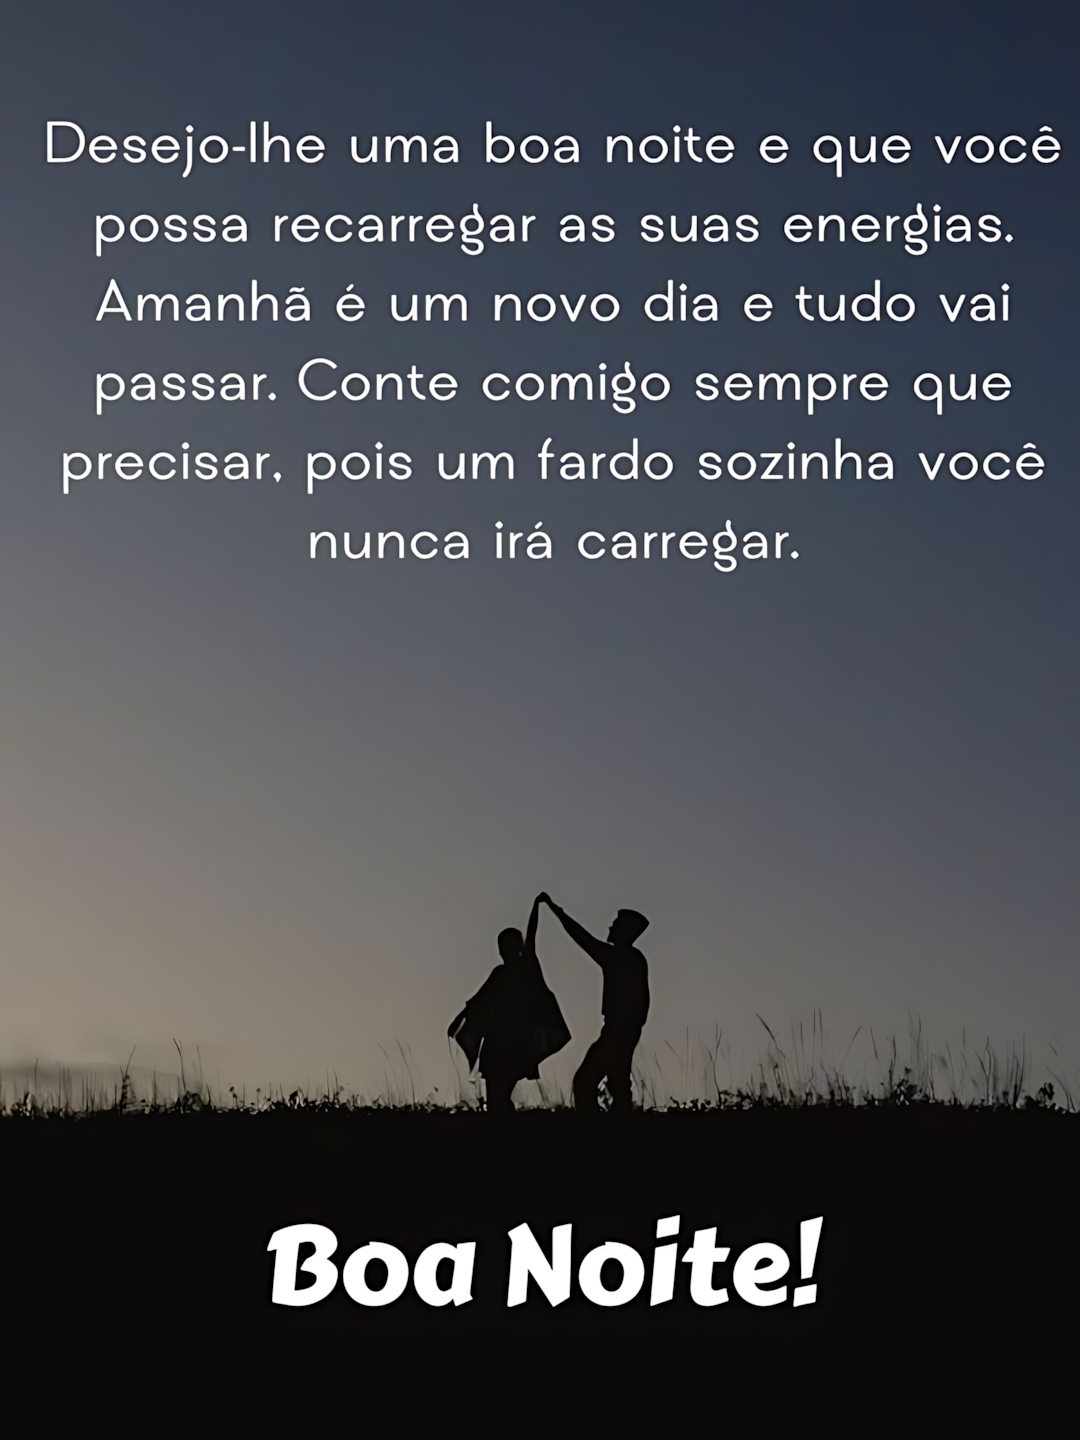 Desejo-lhe uma boa noite e que você
possa recarregar as suas energias.
Amanhã é um novo dia e tudo vai
passar. Conte comigo sempre que
precisar, pois um fardo sozinha você
nunca irá carregar.
Boa Noite!